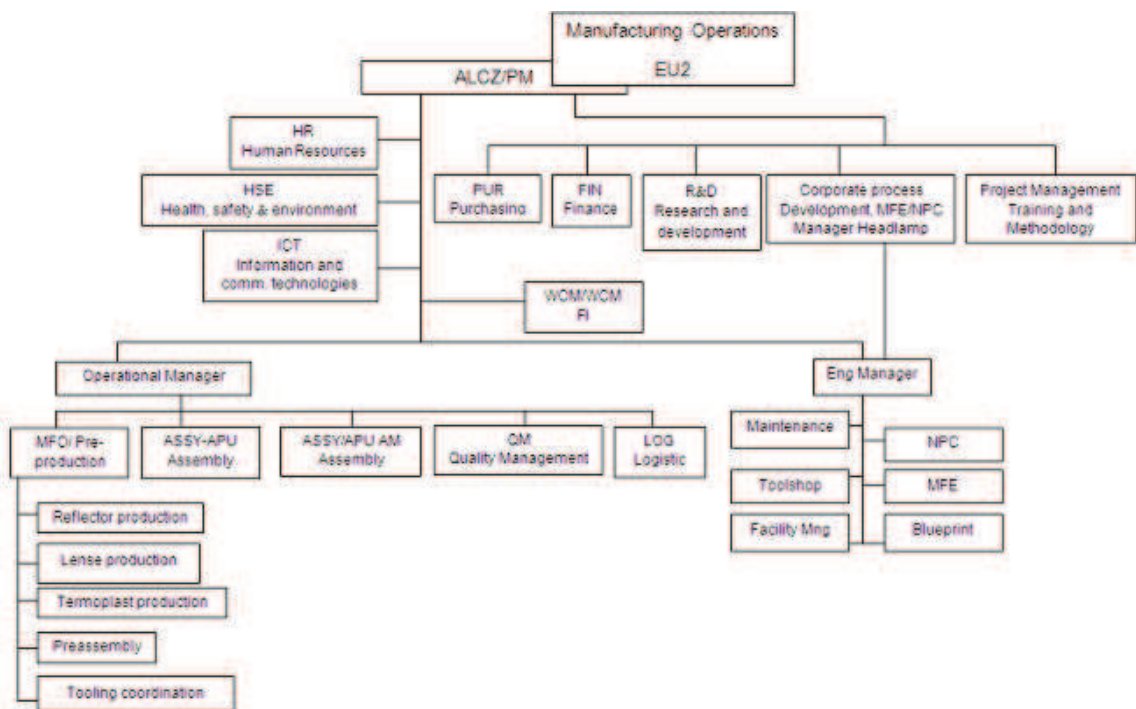 Manufacturing Operations
EU2
ALCZ/PM
HR
Human Resources
HSE
Health, safety & environment
ICT
Information and
comm. technologies
PUR
Purchasing
FIN
Finance
R&D
Research and
development
Corporate process
Development, MFE/NPC
Manager Headlamp
Project Management
Training and
Methodology
WCM/WCM
FI
Operational Manager
Eng Manager
MFO/ Pre-
production
ASSY-APU
Assembly
ASSY/APU AM
Assembly
QM
Quality Management
LOG
Logistic
Maintenance
NPC
Toolshop
MFE
Facility Mng
Blueprint
Reflector production
Lense production
Termoplast production
Preassembly
Tooling coordination